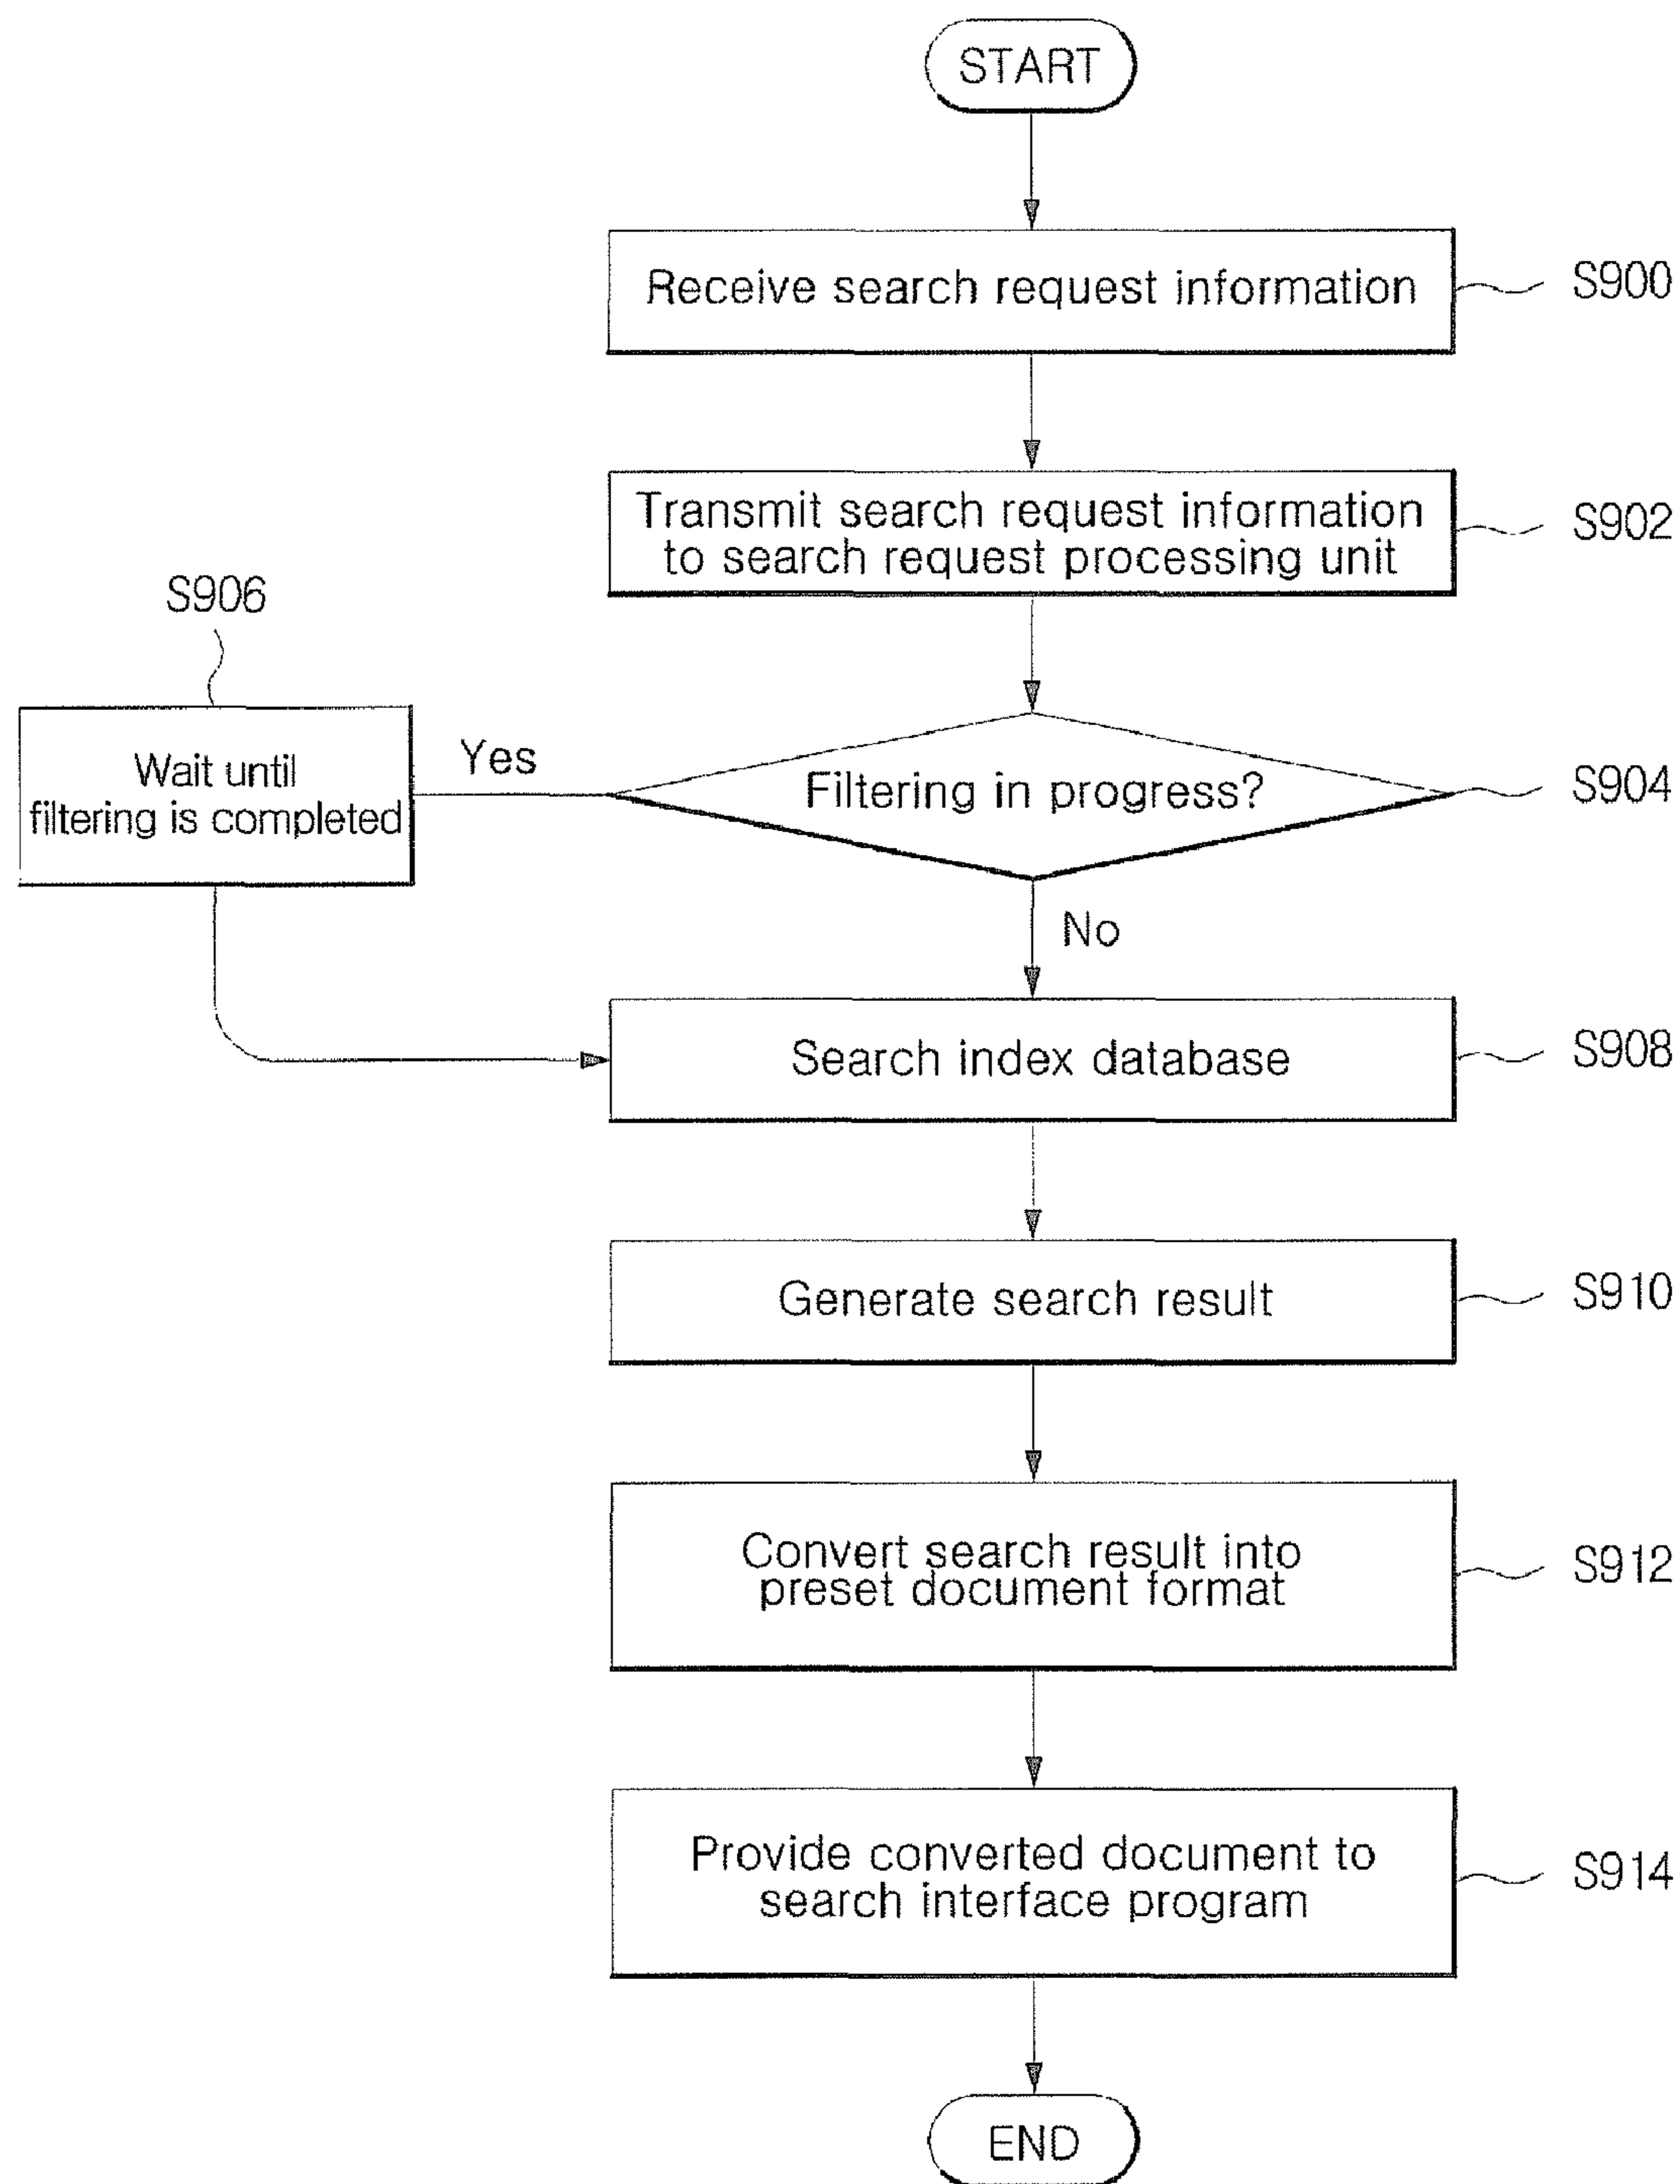 START
Receive search request information
S900
Transmit search request information
to search request processing unit
S902
S906
Wait until
filtering is completed
Yes
Filtering in progress?
S904
No
Search index database
S908
Generate search result
S910
Convert search result into
preset document format
S912
Provide converted document to
search interface program
S914
END